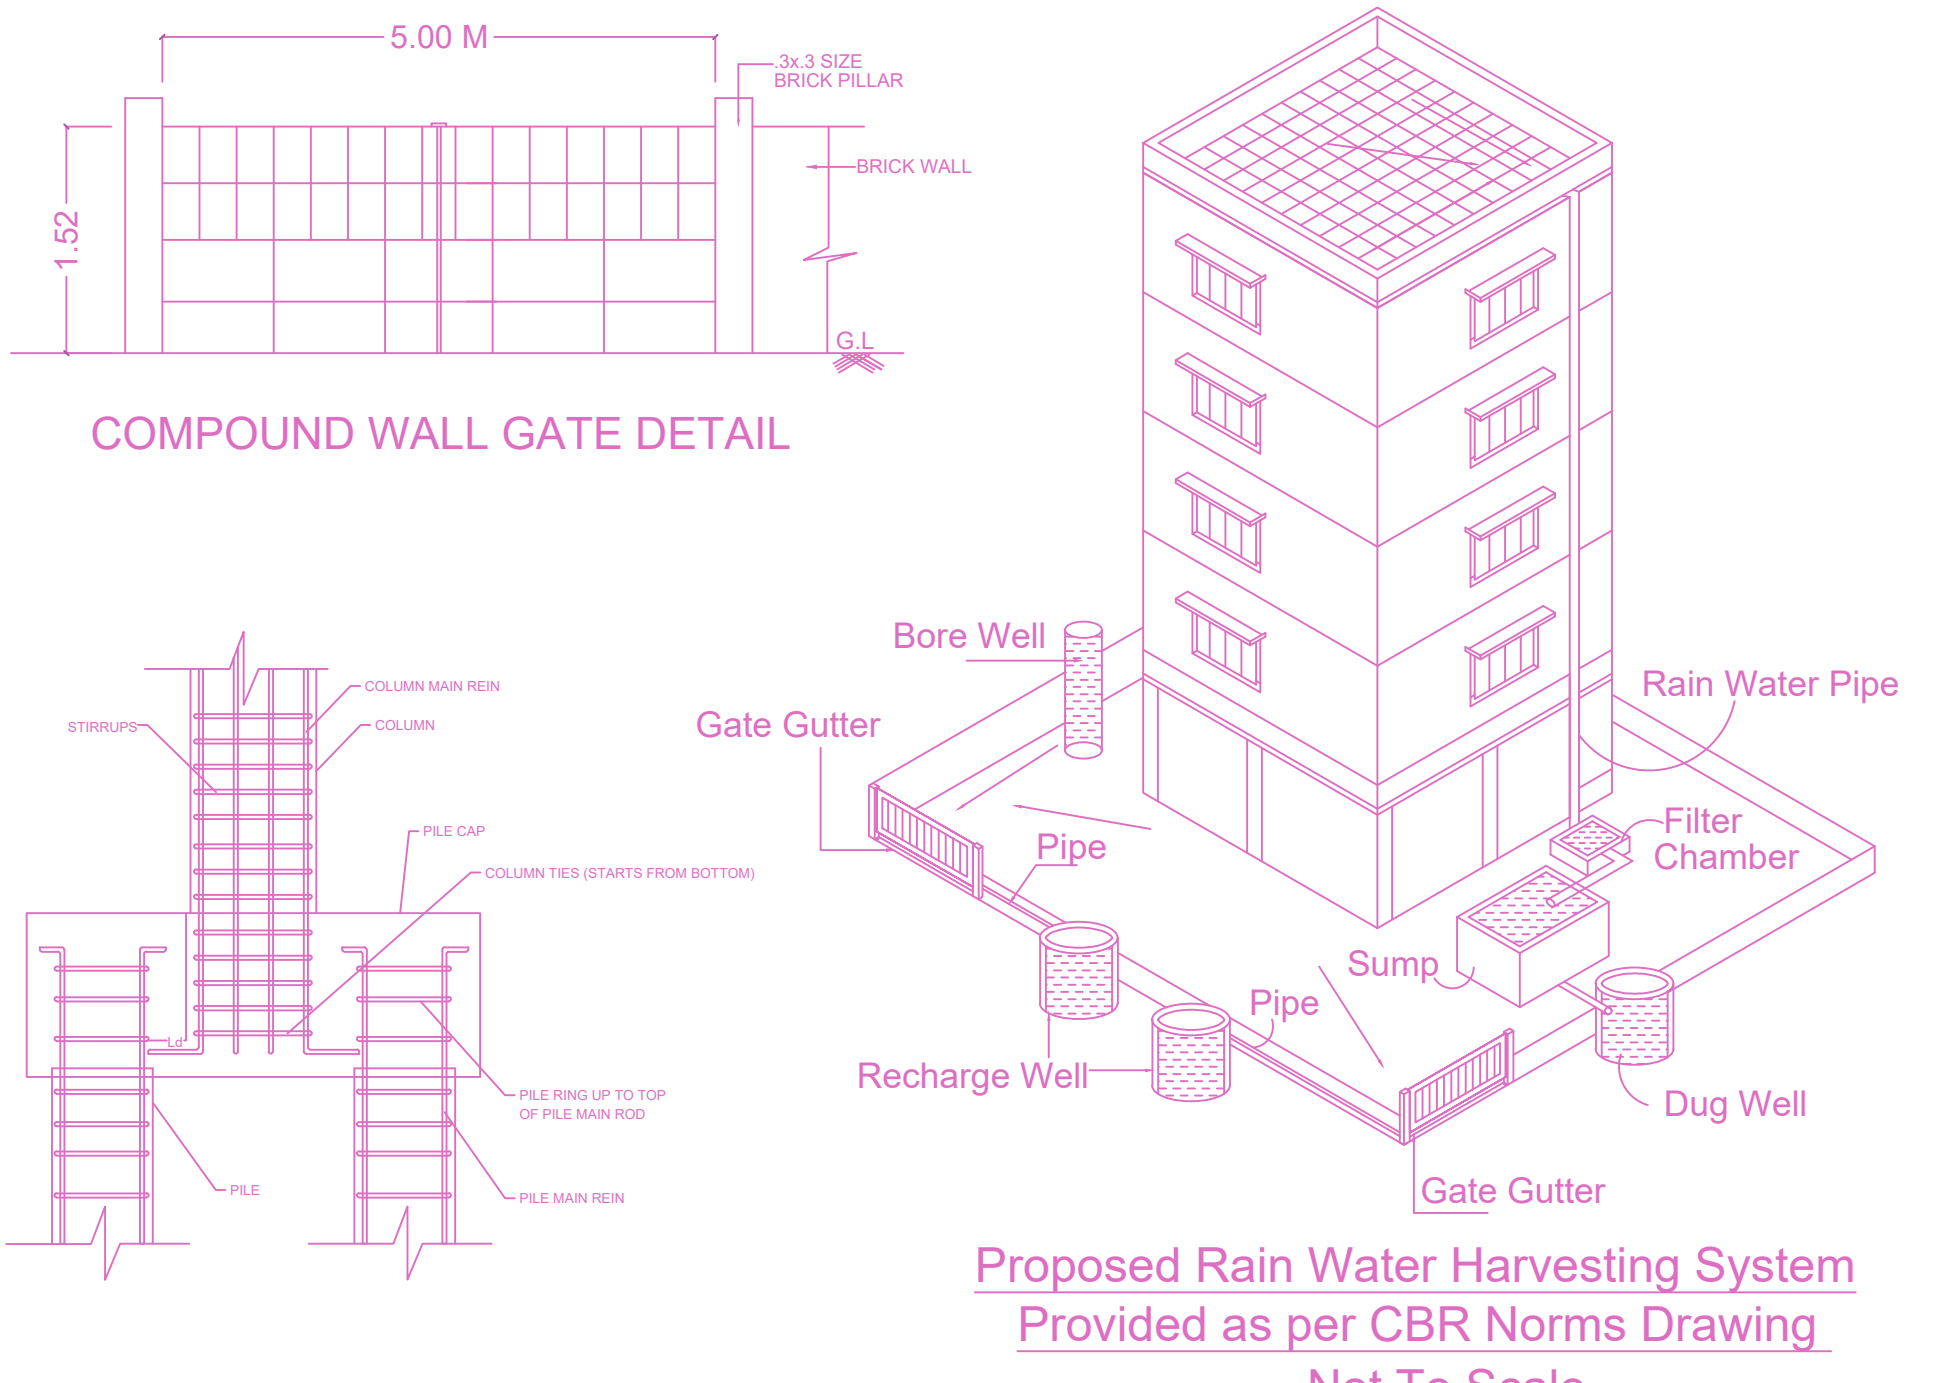 5.00 M
.3x.3 SIZE
BRICK PILLAR
BRICK WALL
1.52
G.L
COMPOUND WALL GATE DETAIL
COLUMN MAIN REIN
STIRRUPS
COLUMN
PILE CAP
COLUMN TIES (STARTS FROM BOTTOM)
Ld
PILE RING UP TO TOP
OF PILE MAIN ROD
PILE
PILE MAIN REIN
Bore Well
Rain Water Pipe
Gate Gutter
Pipe
Filter
Chamber
Sump
Pipe
Recharge Well
Dug Well
Gate Gutter
Proposed Rain Water Harvesting System
Provided as per CBR Norms Drawing
Not To Scale